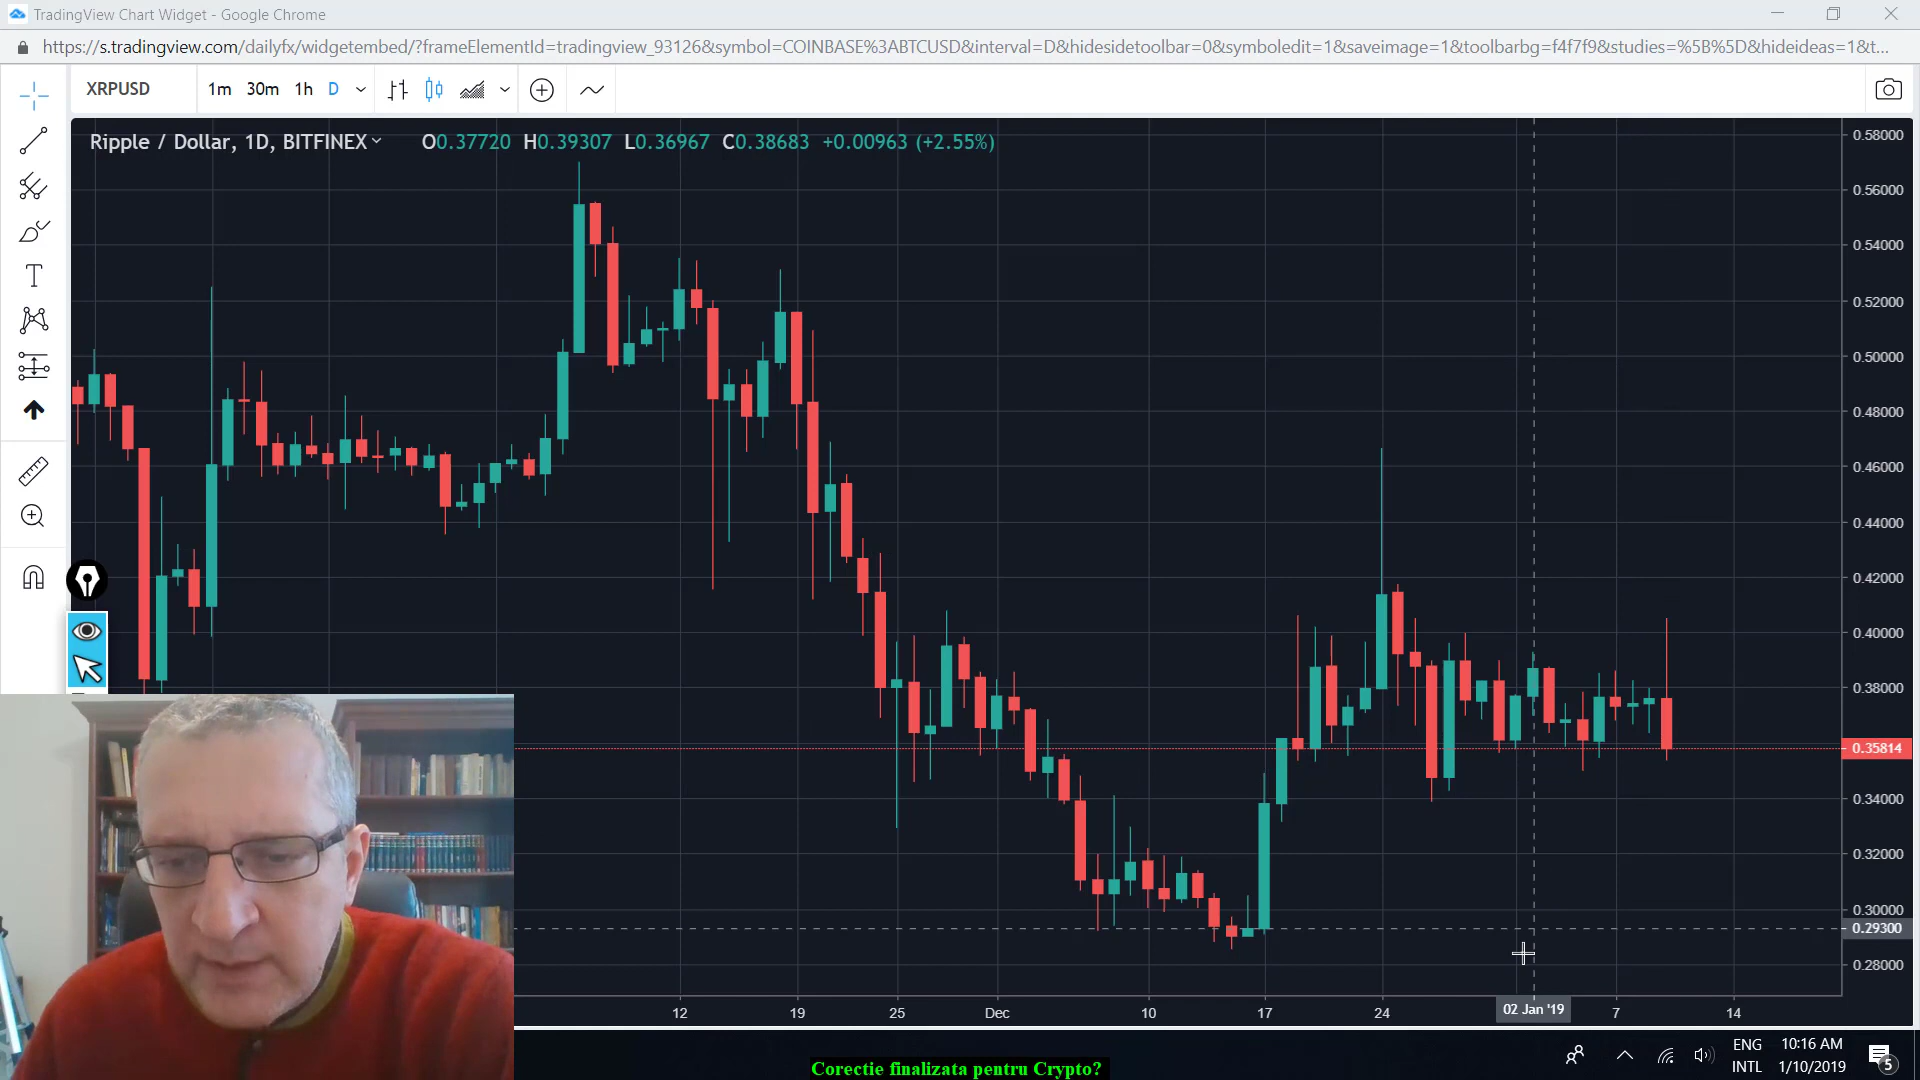 TradingView Chart Widget - Google Chrome
https://s.tradingview.com/dailyfx/widgetembed/?frameElementId=tradingview_93126&symbol=COINBASE%3ABTCUSD&interval=D&hidesidetoolbar=0&symboledit=1&saveimage=1&toolbarbg=f4f7f9&studies=%5B%5D&hideideas=1&t...
XRPUSD 1m 30m 1h D
Ripple / Dollar, 1D, BITFINEX O0.37720 H0.39307 L0.36967 C0.38683 +0.00963 (+2.55%)
0.58000
0.56000
0.54000
0.52000
0.50000
0.48000
0.46000
0.44000
0.42000
0.40000
0.38000
0.35814
0.34000
0.32000
0.30000
0.29300
0.28000
12 19 25 Dec 10 17 24 02 Jan '19 7 14
ENG 10:16 AM
INTL 1/10/2019 5
Corectie finalizata pentru Crypto?